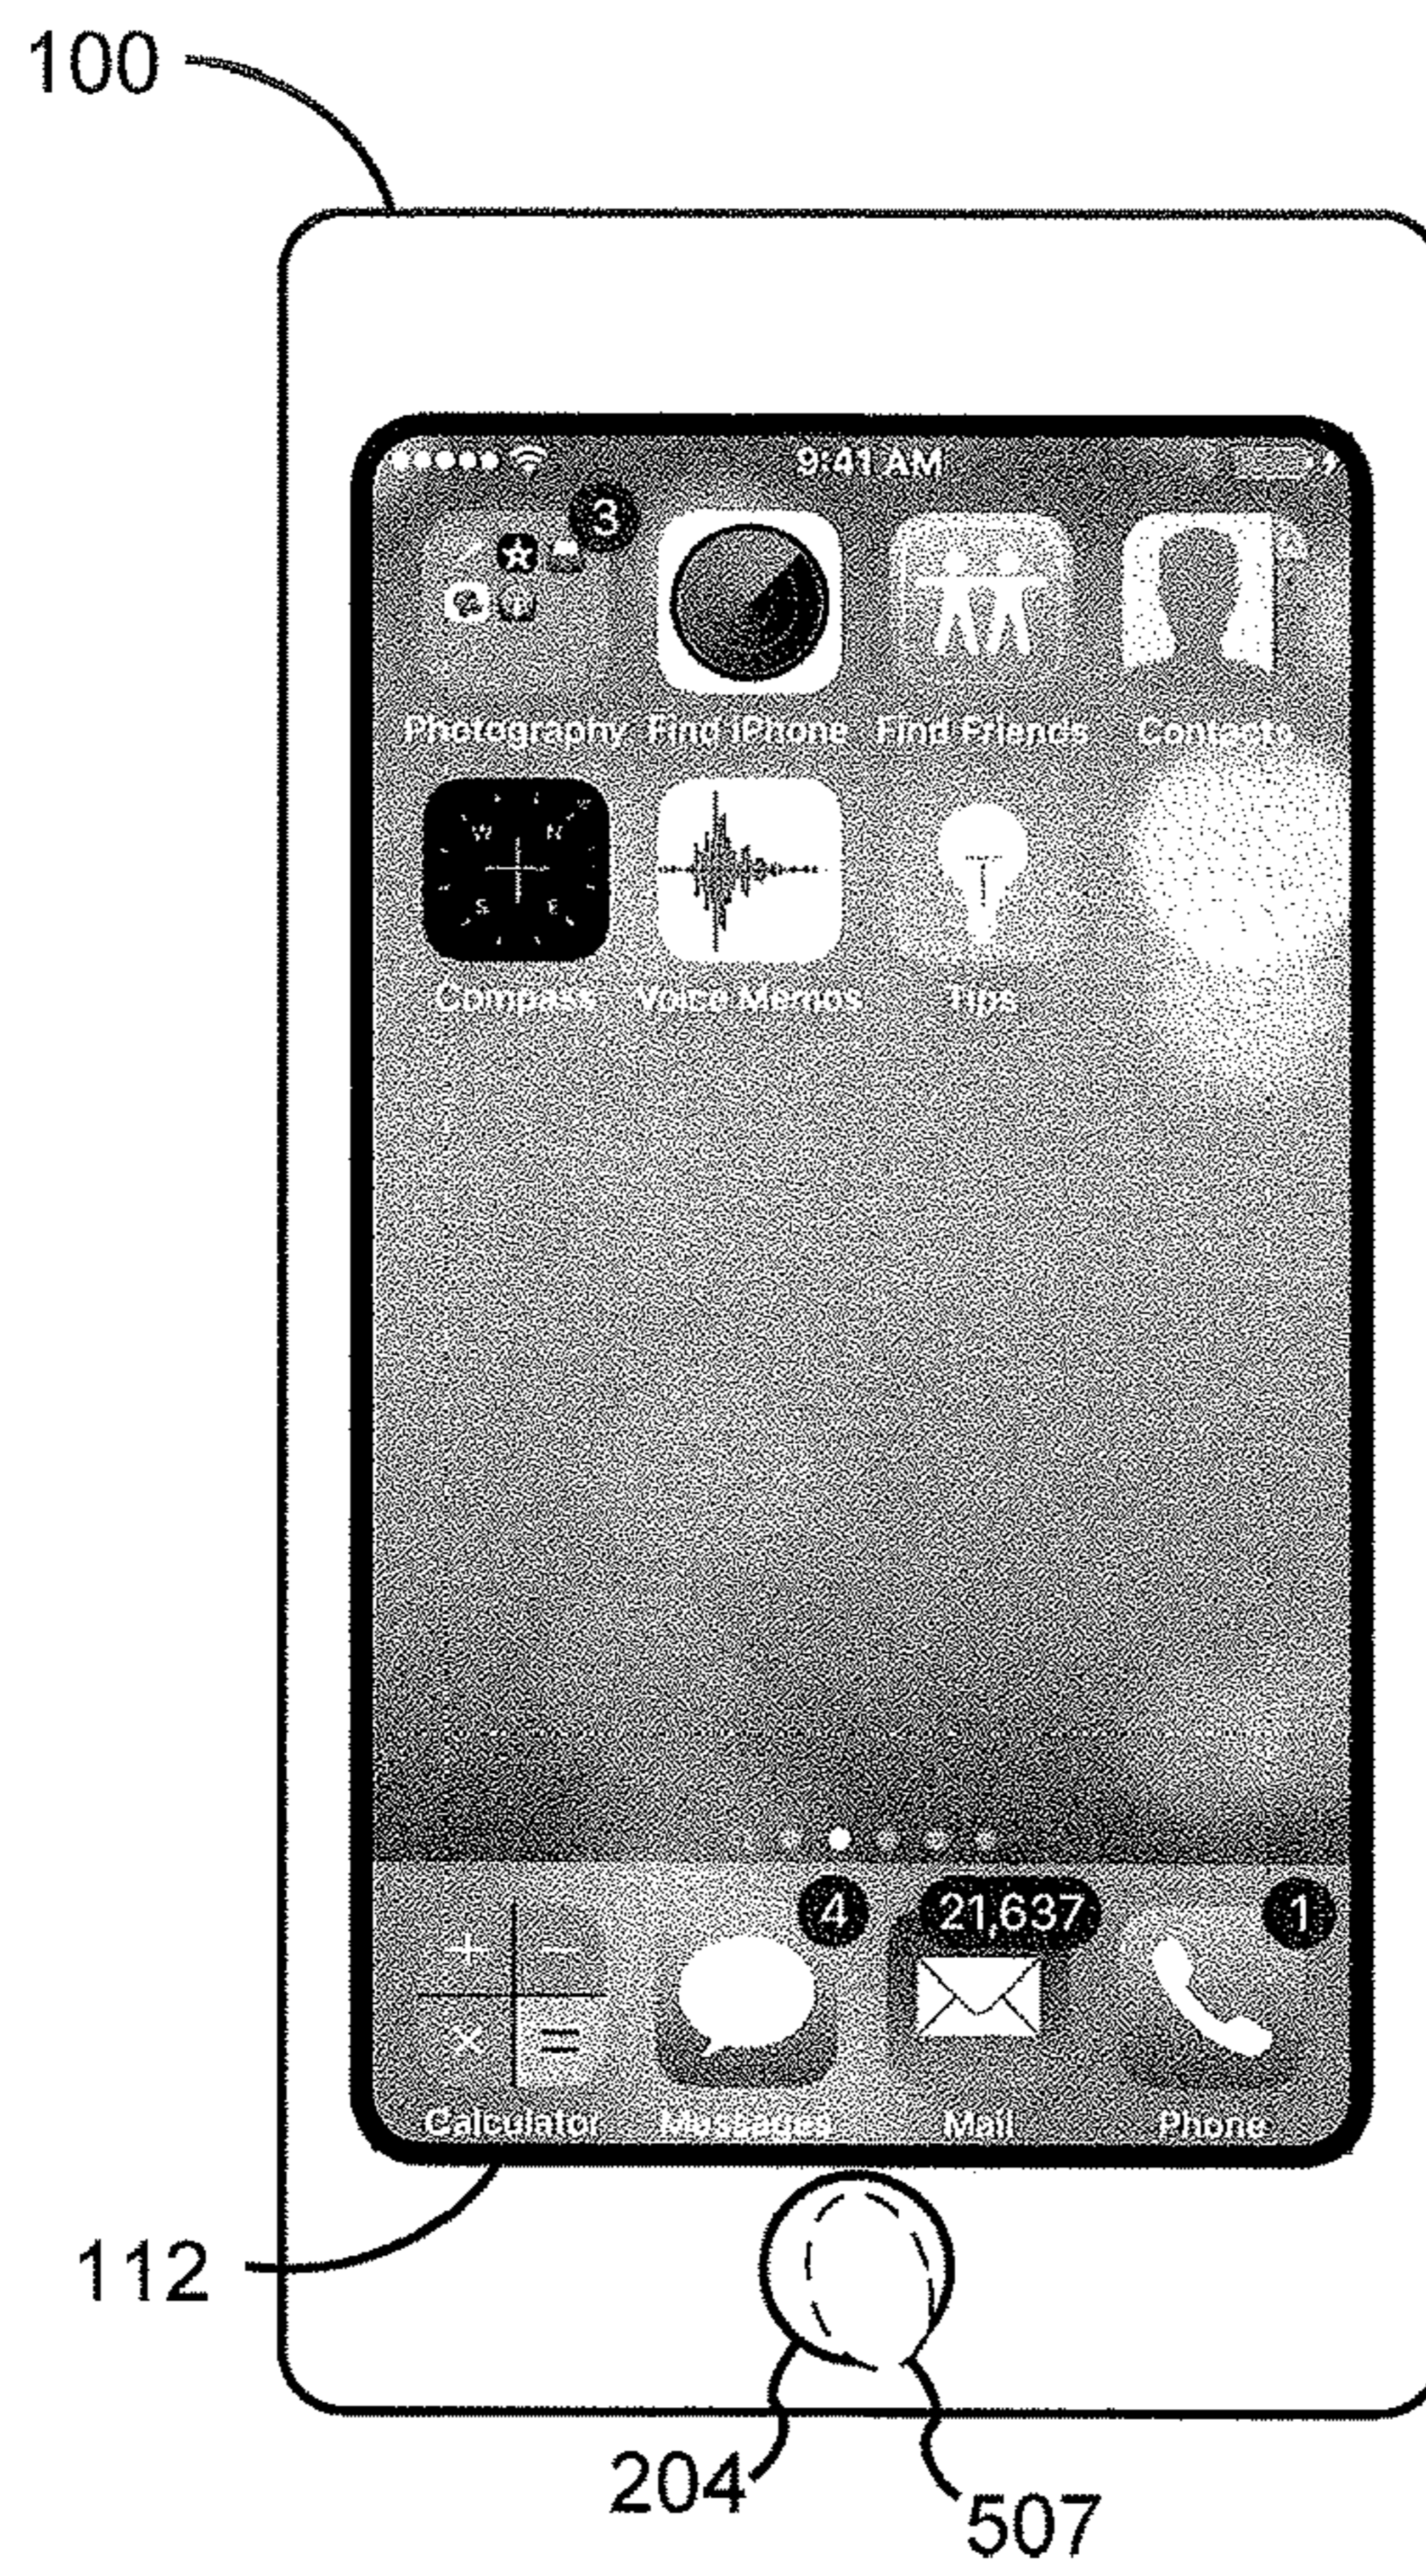 100
9:41 AM
3
Photography Find iPhone Find Friends Contacts
W N
S E
Compass Voice Memos Tips
4 21,637 1
+ −
× =
Calculator Messages Mail Phone
112
204
507